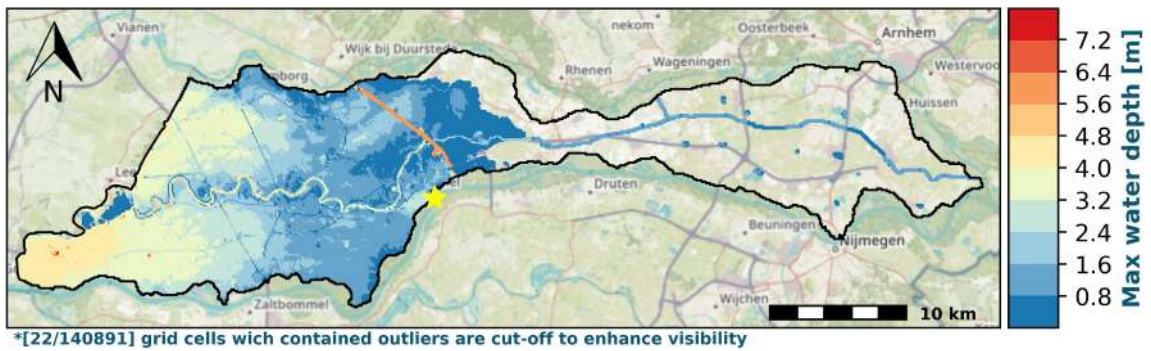 Vianen
nekom
Oosterbeek
Arnhem
Wijk bij Duurstede
Wageningen
Rhenen
Westervoo
N
Huissen
Lee
Druten
Beuningen
Nijmegen
Zaltbommel
Wijchen
10 km
7.2
6.4
5.6
4.8
4.0
3.2
2.4
1.6
0.8
Max water depth [m]
*[22/140891] grid cells wich contained outliers are cut-off to enhance visibility